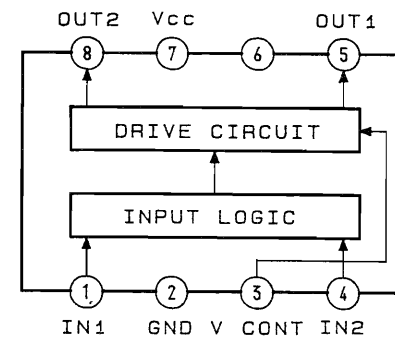 OUT2 Vcc OUT1
8 7 6 5
DRIVE CIRCUIT
INPUT LOGIC
1 2 3 4
IN1 GND V CONT IN2